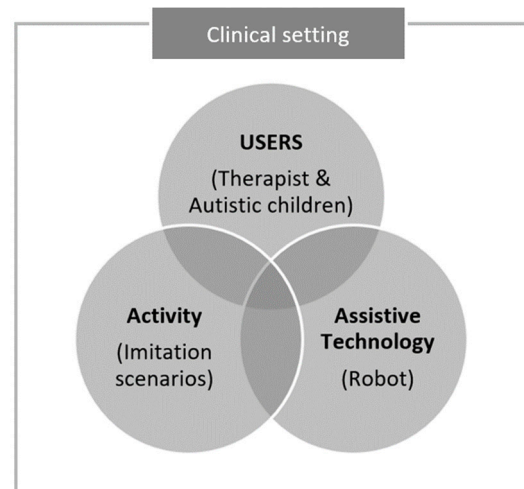 Clinical setting
USERS
(Therapist &
Autistic children)
Activity
(Imitation
scenarios)
Assistive
Technology
(Robot)